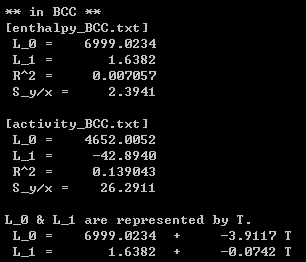 ** in BCC **
[enthalpy_BCC.txt]
L_0 = 6999.0234
L_1 = 1.6382
R^2 = 0.007057
S_y/x = 2.3941
[activity_BCC.txt]
L_0 = 4652.0052
L_1 = -42.8940
R^2 = 0.139043
S_y/x = 26.2911
L_0 & L_1 are represented by T.
L_0 = 6999.0234 + -3.9117 T
L_1 = 1.6382 + -0.0742 T